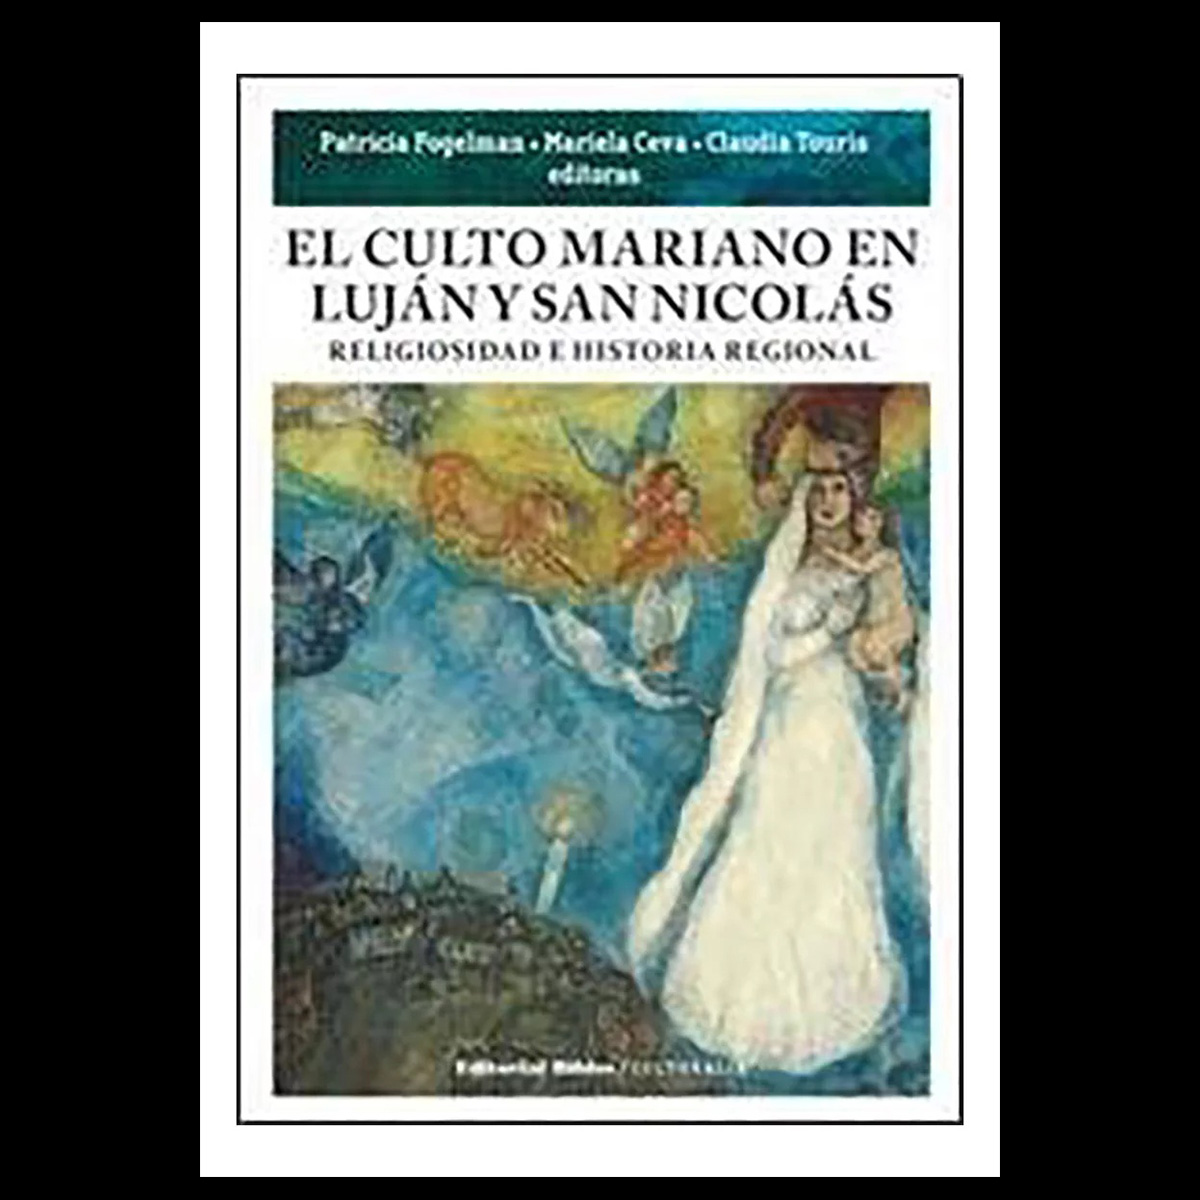 Patricia Fogelman • Mariela Ceva • Claudia Touris
editoras
EL CULTO MARIANO EN
LUJÁN Y SAN NICOLÁS
RELIGIOSIDAD E HISTORIA REGIONAL
Editorial Biblos / CULTURALIA